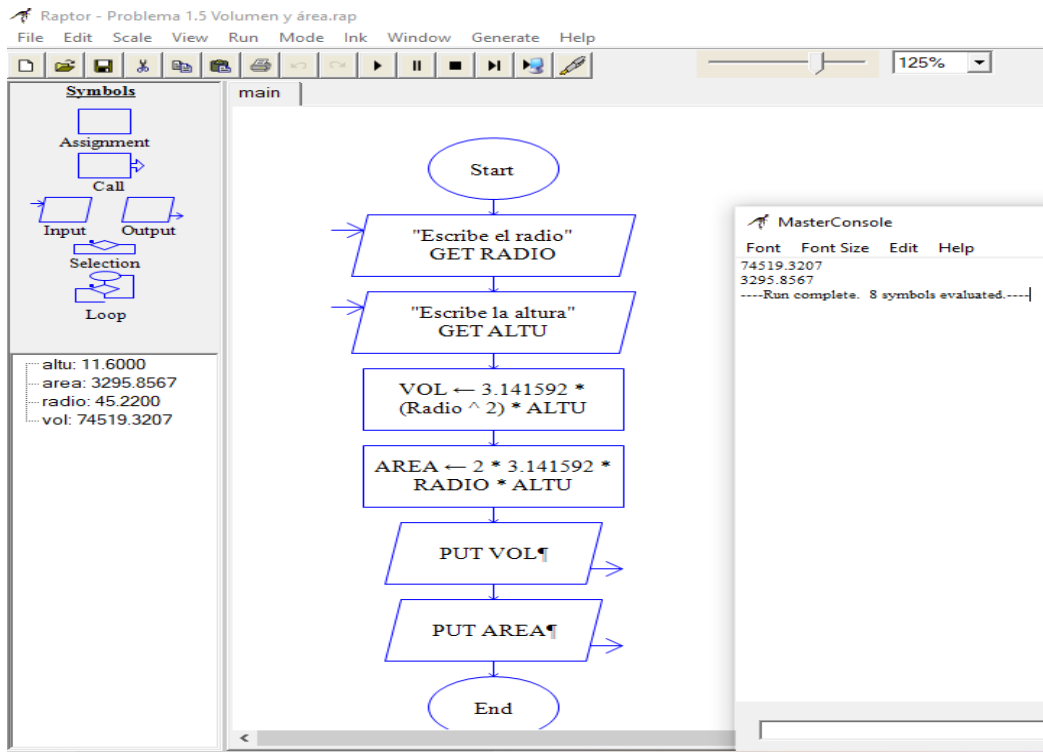 Raptor - Problema 1.5 Volumen y área.rap
File Edit Scale View Run Mode Ink Window Generate Help
125%
Symbols
Assignment
Call
Input Output
Selection
Loop
altu: 11.6000
area: 3295.8567
radio: 45.2200
vol: 74519.3207
main
Start
"Escribe el radio"
GET RADIO
"Escribe la altura"
GET ALTU
VOL ← 3.141592 *
(Radio ^ 2) * ALTU
AREA ← 2 * 3.141592 *
RADIO * ALTU
PUT VOL¶
PUT AREA¶
End
MasterConsole
Font Font Size Edit Help
74519.3207
3295.8567
----Run complete. 8 symbols evaluated.----